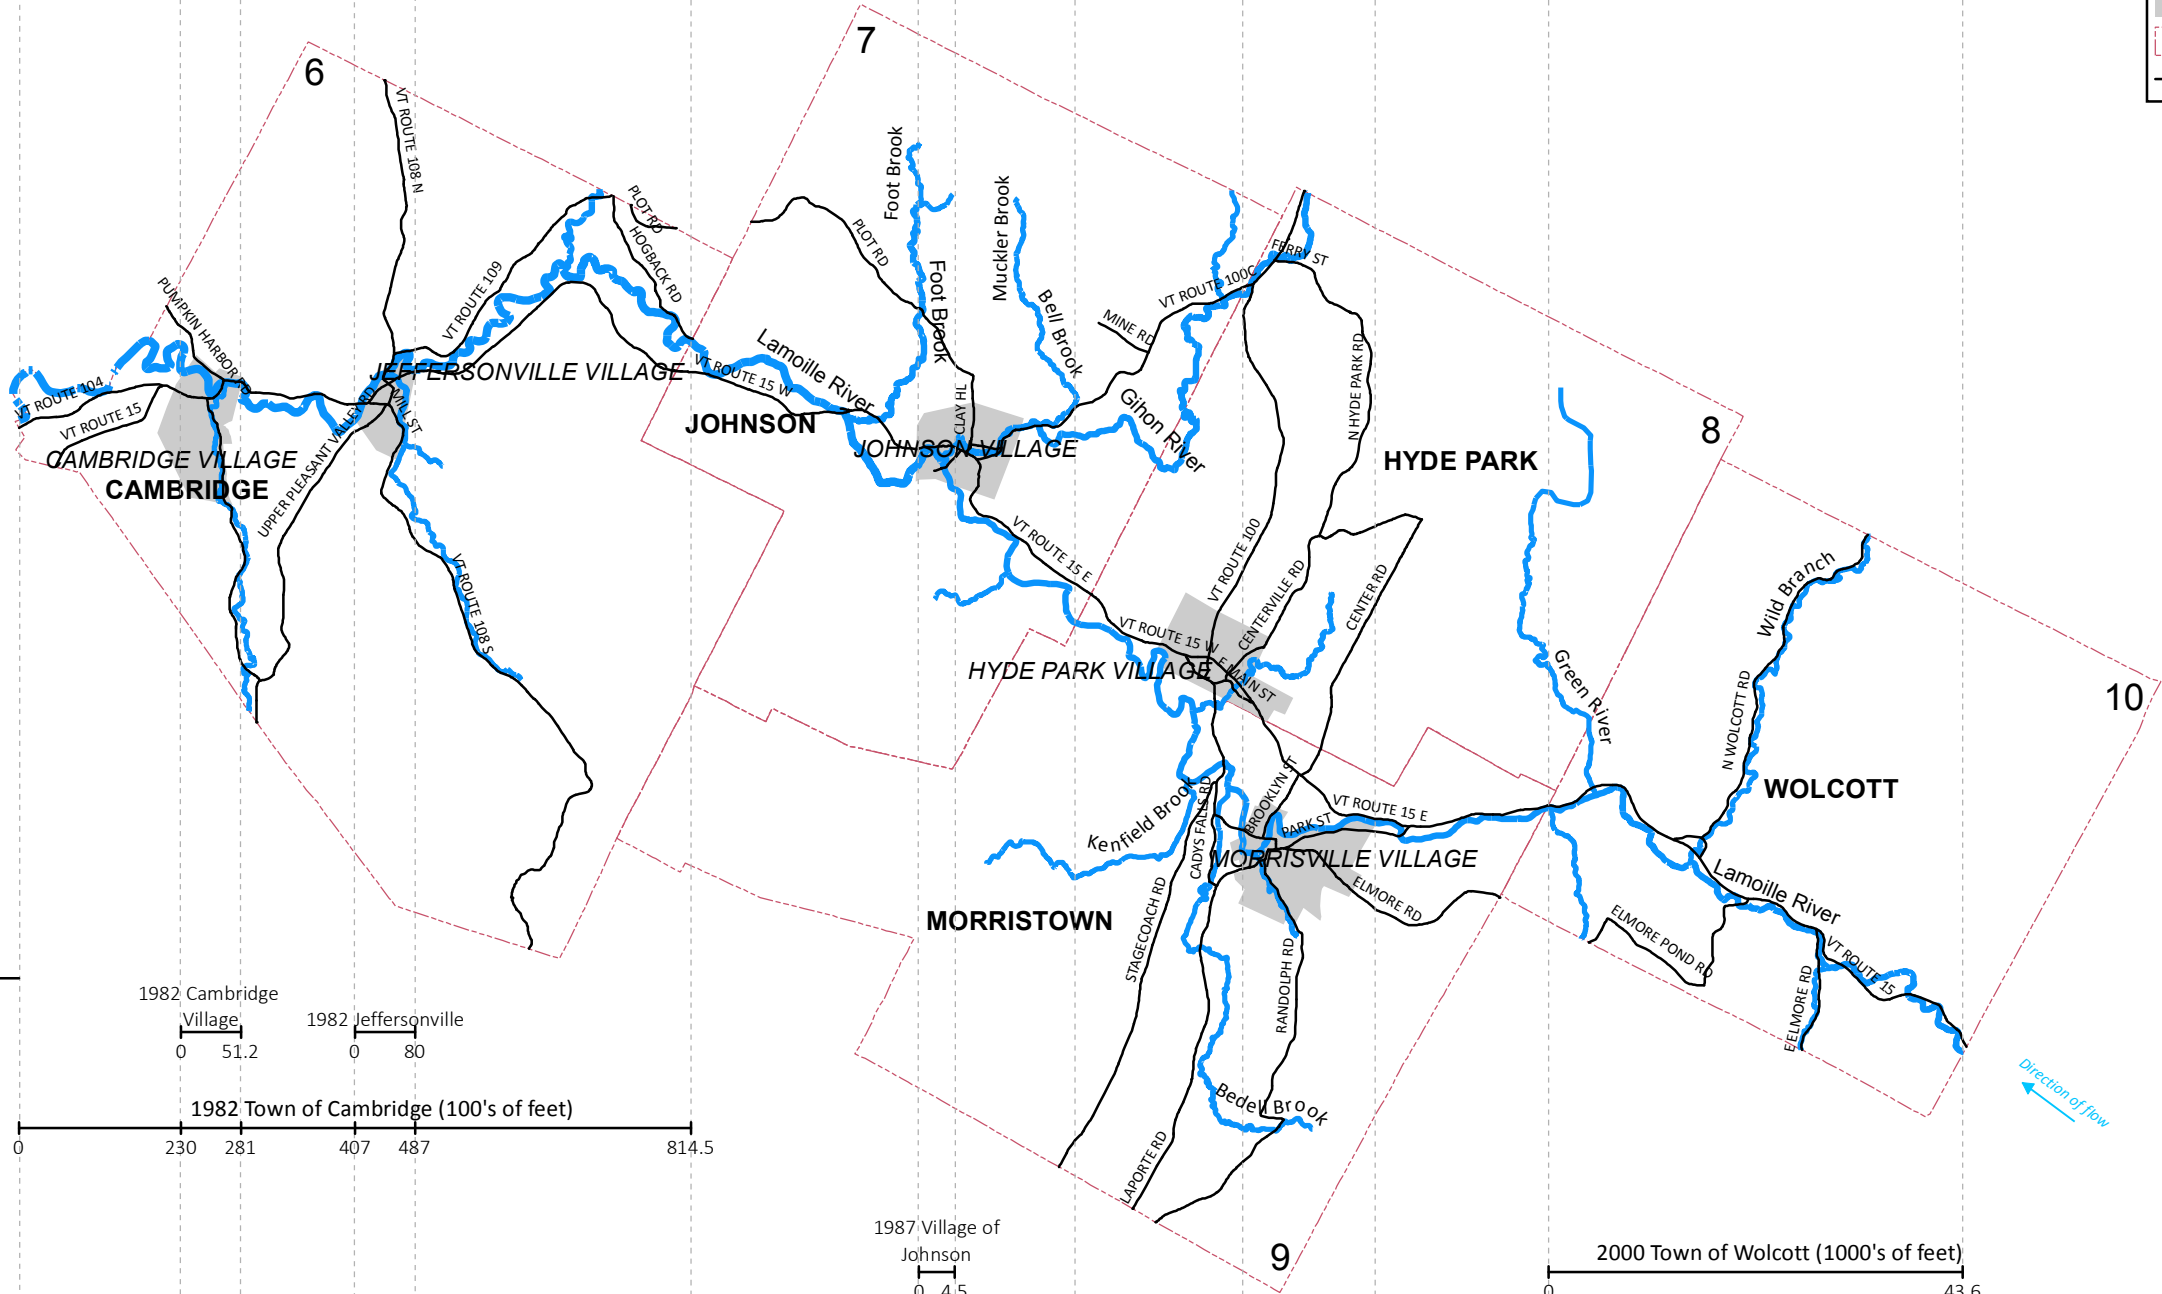 6
7
8
10
9
VT ROUTE 108 N
PLOT RD
HOGBACK RD
VT ROUTE 109
PUMPKIN HARBOR RD
VT ROUTE 104
VT ROUTE 15
JEFFERSONVILLE VILLAGE
CAMBRIDGE VILLAGE
CAMBRIDGE
UPPER PLEASANT VALLEY RD
MILL ST
VT ROUTE 108 S
Foot Brook
Foot Brook
PLOT RD
Muckler Brook
Bell Brook
MINE RD
VT ROUTE 100C
FERRY ST
Lamoille River
VT ROUTE 15 W
JOHNSON
CLAY HL
JOHNSON VILLAGE
Gihon River
N HYDE PARK RD
HYDE PARK
VT ROUTE 15 E
VT ROUTE 100
CENTERVILLE RD
CENTER RD
VT ROUTE 15 W
E MAIN ST
HYDE PARK VILLAGE
Green River
Wild Branch
N WOLCOTT RD
WOLCOTT
Kenfield Brook
CADYS FALLS RD
BROOKLYN ST
PARK ST
VT ROUTE 15 E
MORRISVILLE VILLAGE
ELMORE RD
MORRISTOWN
STAGECOACH RD
RANDOLPH RD
Bedell Brook
LAPORTE RD
Lamoille River
ELMORE POND RD
VT ROUTE 15
E ELMORE RD
Direction of flow
1982 Cambridge
Village
0 51.2
1982 Jeffersonville
0 80
1982 Town of Cambridge (100's of feet)
0 230 281 407 487 814.5
1987 Village of
Johnson
0 4.5
2000 Town of Wolcott (1000's of feet)
0 43.6